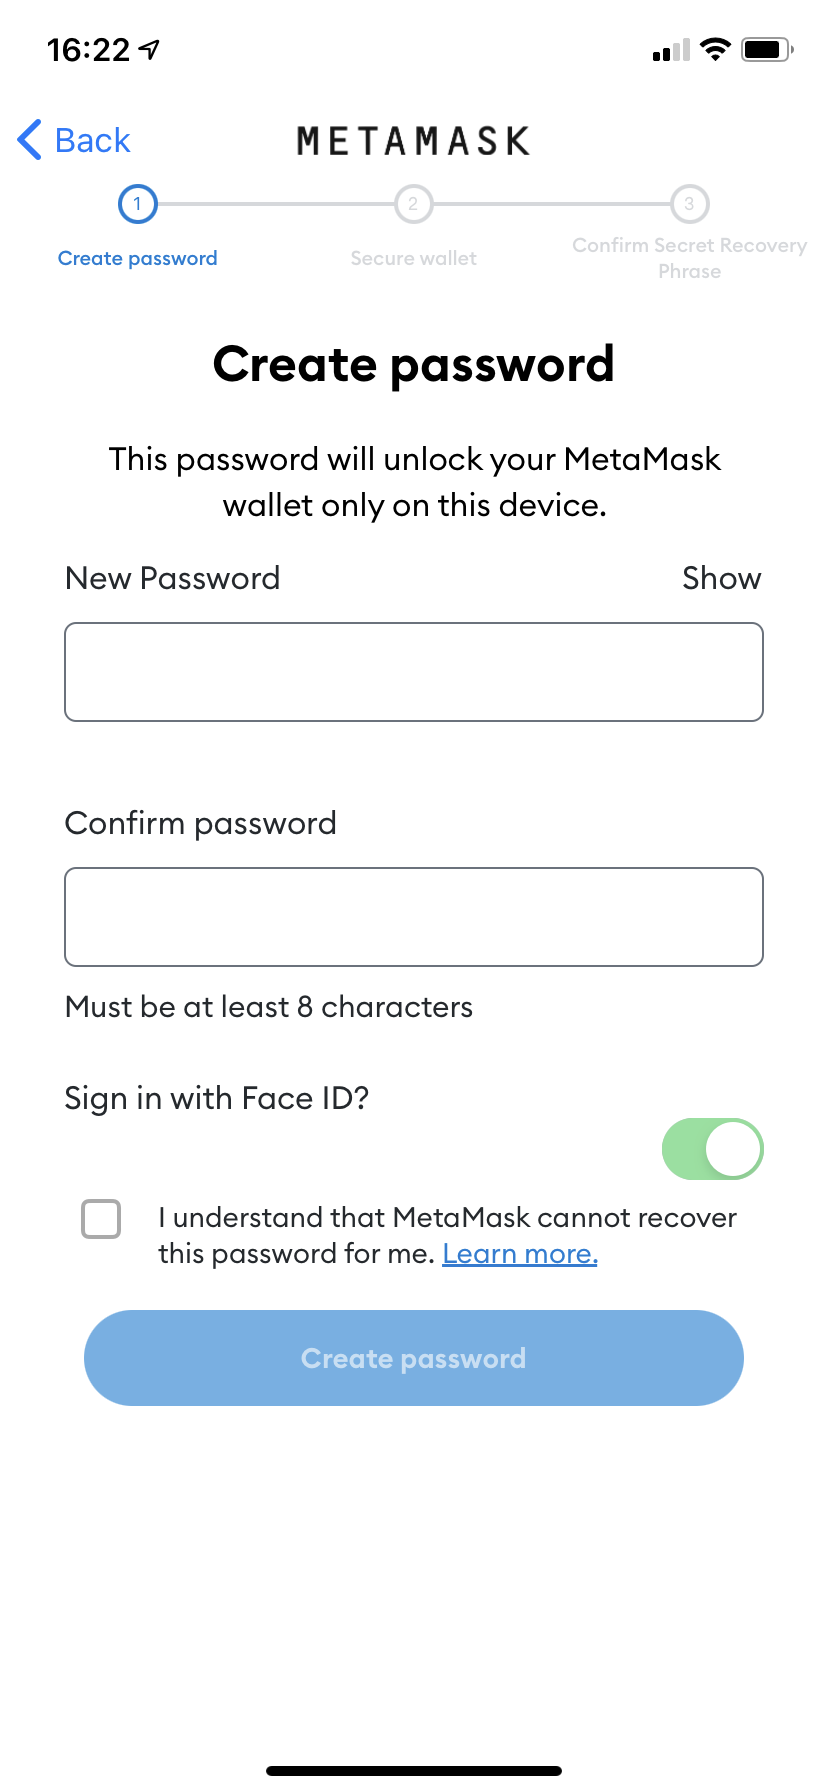 16:22
Back
METAMASK
1
2
3
Create password
Secure wallet
Confirm Secret Recovery
Phrase
Create password
This password will unlock your MetaMask
wallet only on this device.
New Password
Show
Confirm password
Must be at least 8 characters
Sign in with Face ID?
I understand that MetaMask cannot recover
this password for me. Learn more.
Create password